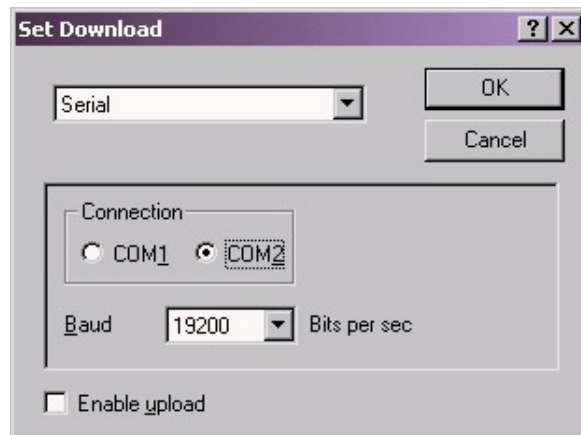 Set Download
Serial
OK
Cancel
Connection
COM1 COM2
Baud 19200 Bits per sec
Enable upload